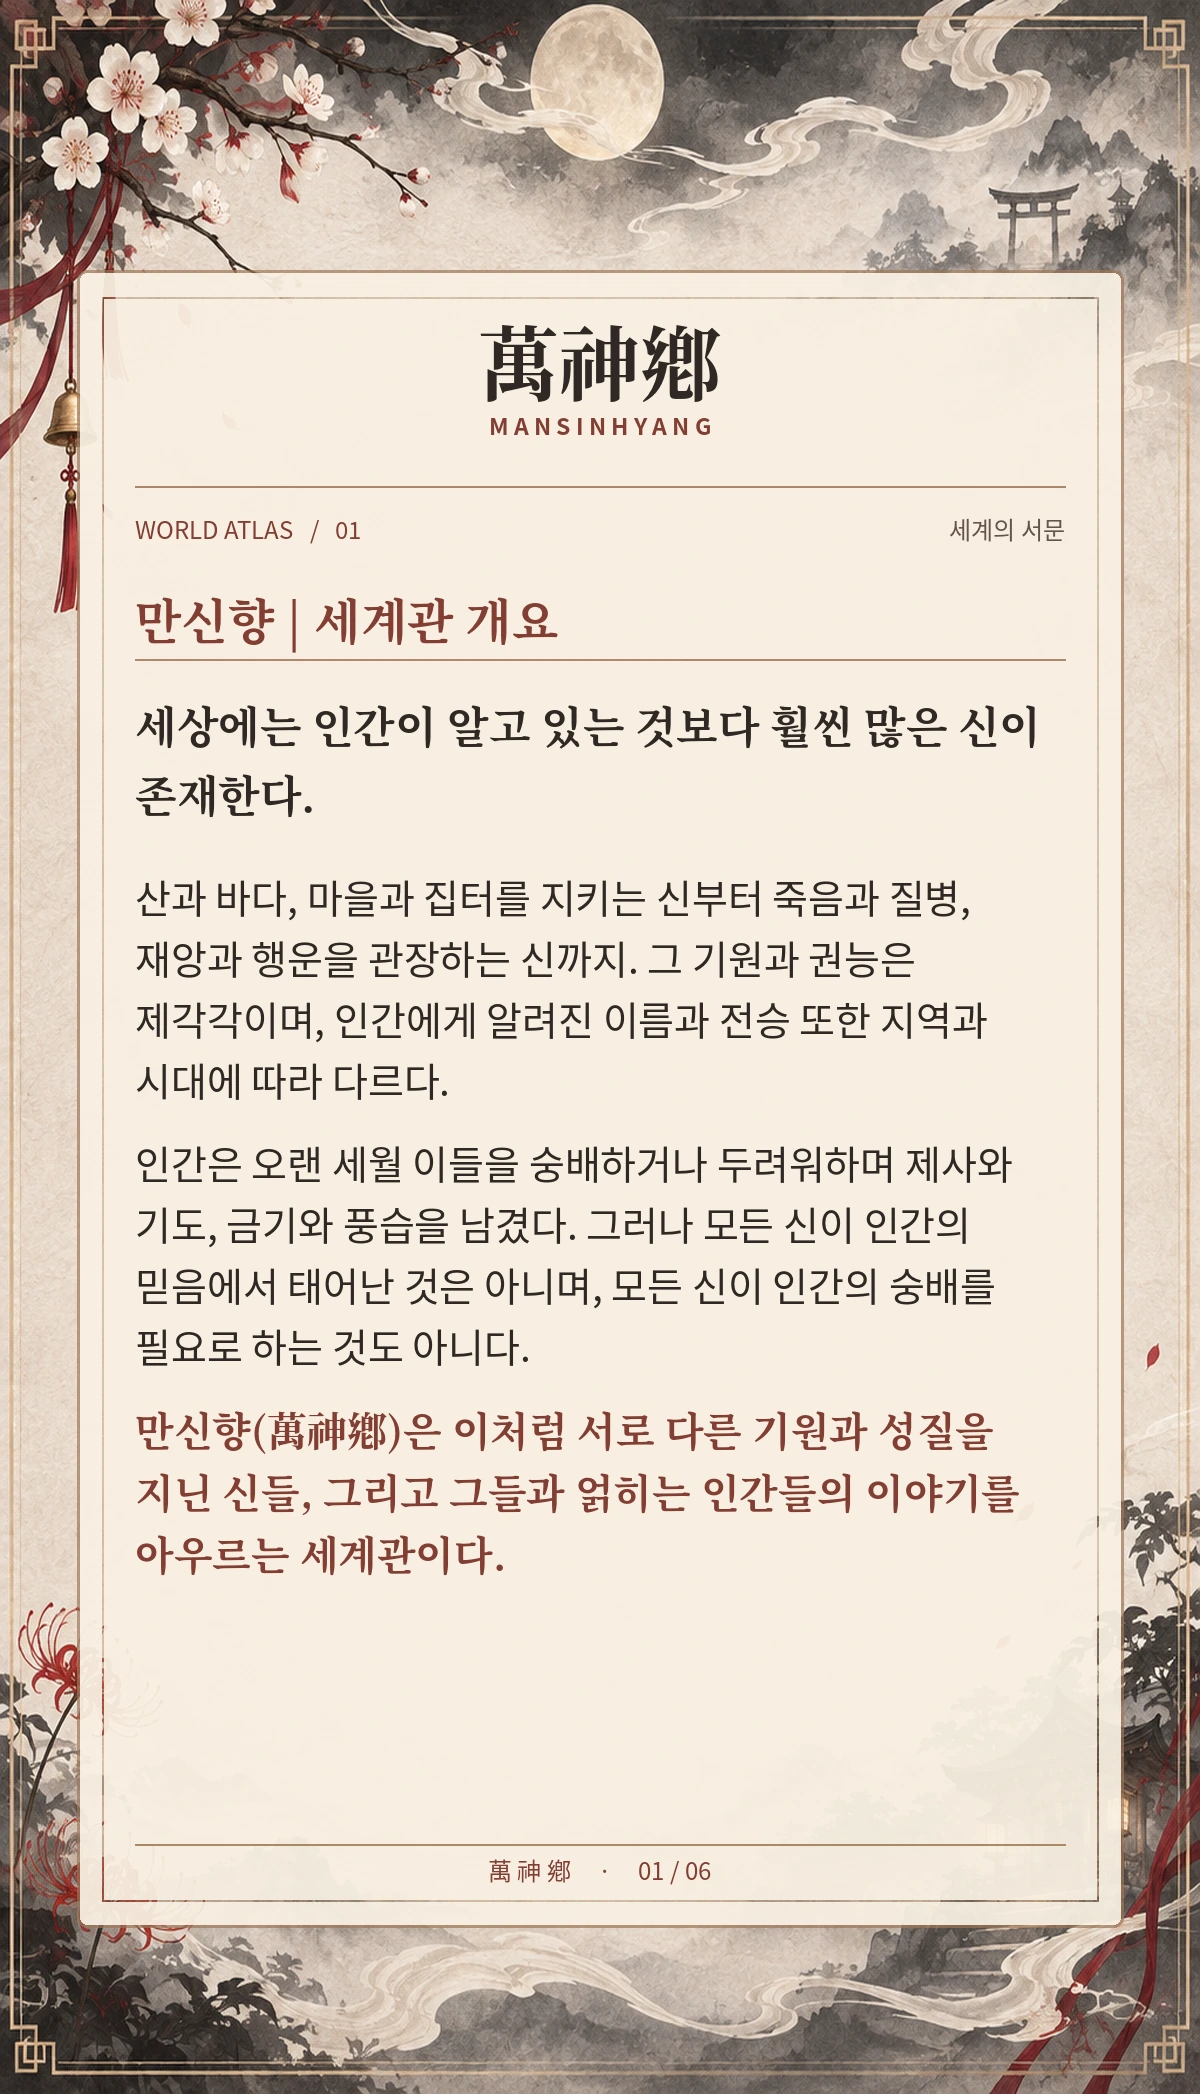 萬神鄕
MANSINHYANG
WORLD ATLAS / 01
세계의 서문
만신향 | 세계관 개요
세상에는 인간이 알고 있는 것보다 훨씬 많은 신이
존재한다.
산과 바다, 마을과 집터를 지키는 신부터 죽음과 질병,
재앙과 행운을 관장하는 신까지. 그 기원과 권능은
제각각이며, 인간에게 알려진 이름과 전승 또한 지역과
시대에 따라 다르다.
인간은 오랜 세월 이들을 숭배하거나 두려워하며 제사와
기도, 금기와 풍습을 남겼다. 그러나 모든 신이 인간의
믿음에서 태어난 것은 아니며, 모든 신이 인간의 숭배를
필요로 하는 것도 아니다.
만신향(萬神鄕)은 이처럼 서로 다른 기원과 성질을
지닌 신들, 그리고 그들과 얽히는 인간들의 이야기를
아우르는 세계관이다.
萬神鄕 · 01 / 06